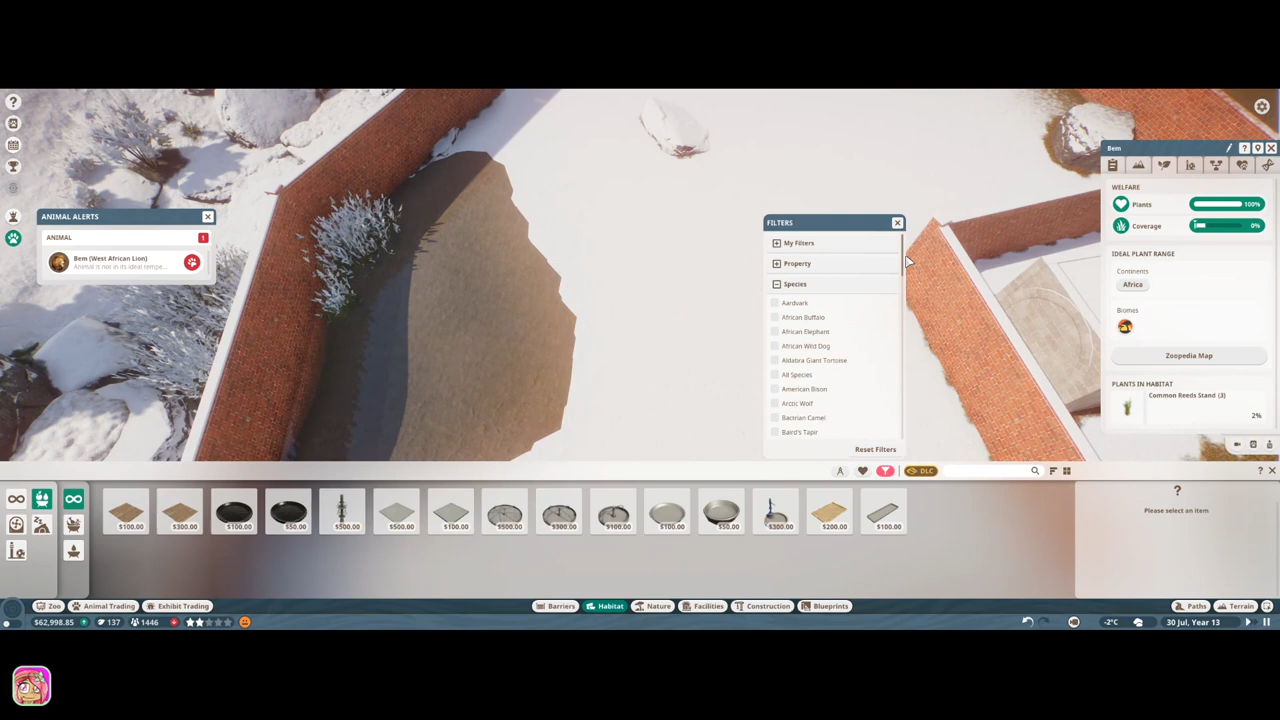 ANIMAL ALERTS
ANIMAL
1
Bem (West African Lion)
Animal is not in its ideal tempe...
FILTERS
My Filters
Property
Species
Aardvark
African Buffalo
African Elephant
African Wild Dog
Aldabra Giant Tortoise
All Species
American Bison
Arctic Wolf
Bactrian Camel
Baird's Tapir
Reset Filters
Bem
WELFARE
Plants
100%
Coverage
0%
IDEAL PLANT RANGE
Continents
Africa
Biomes
Zoopedia Map
PLANTS IN HABITAT
Common Reeds Stand (3)
2%
DLC
$100.00
$300.00
$100.00
$50.00
$500.00
$500.00
$100.00
$500.00
$300.00
$100.00
$100.00
$50.00
$300.00
$200.00
$100.00
?
Please select an item
Zoo
Animal Trading
Exhibit Trading
Barriers
Habitat
Nature
Facilities
Construction
Blueprints
Paths
Terrain
$62,998.85
137
1446
-2°C
30 Jul, Year 13